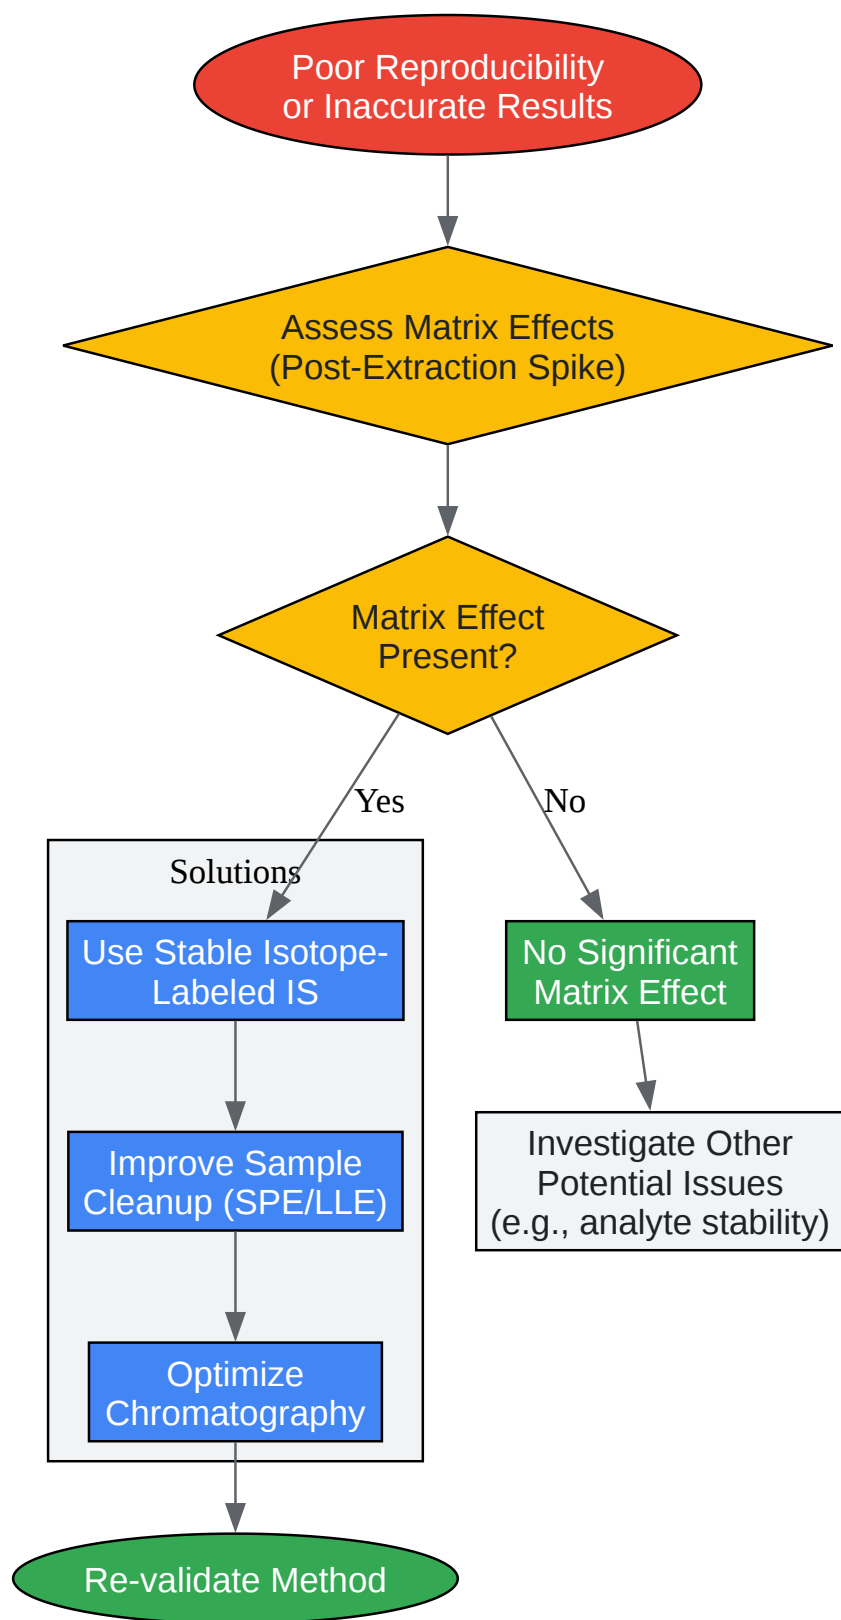 Poor Reproducibility
or Inaccurate Results
Assess Matrix Effects
(Post-Extraction Spike)
Matrix Effect
Present?
Yes
No
Solutions
Use Stable Isotope-
Labeled IS
No Significant
Matrix Effect
Improve Sample
Cleanup (SPE/LLE)
Investigate Other
Potential Issues
(e.g., analyte stability)
Optimize
Chromatography
Re-validate Method